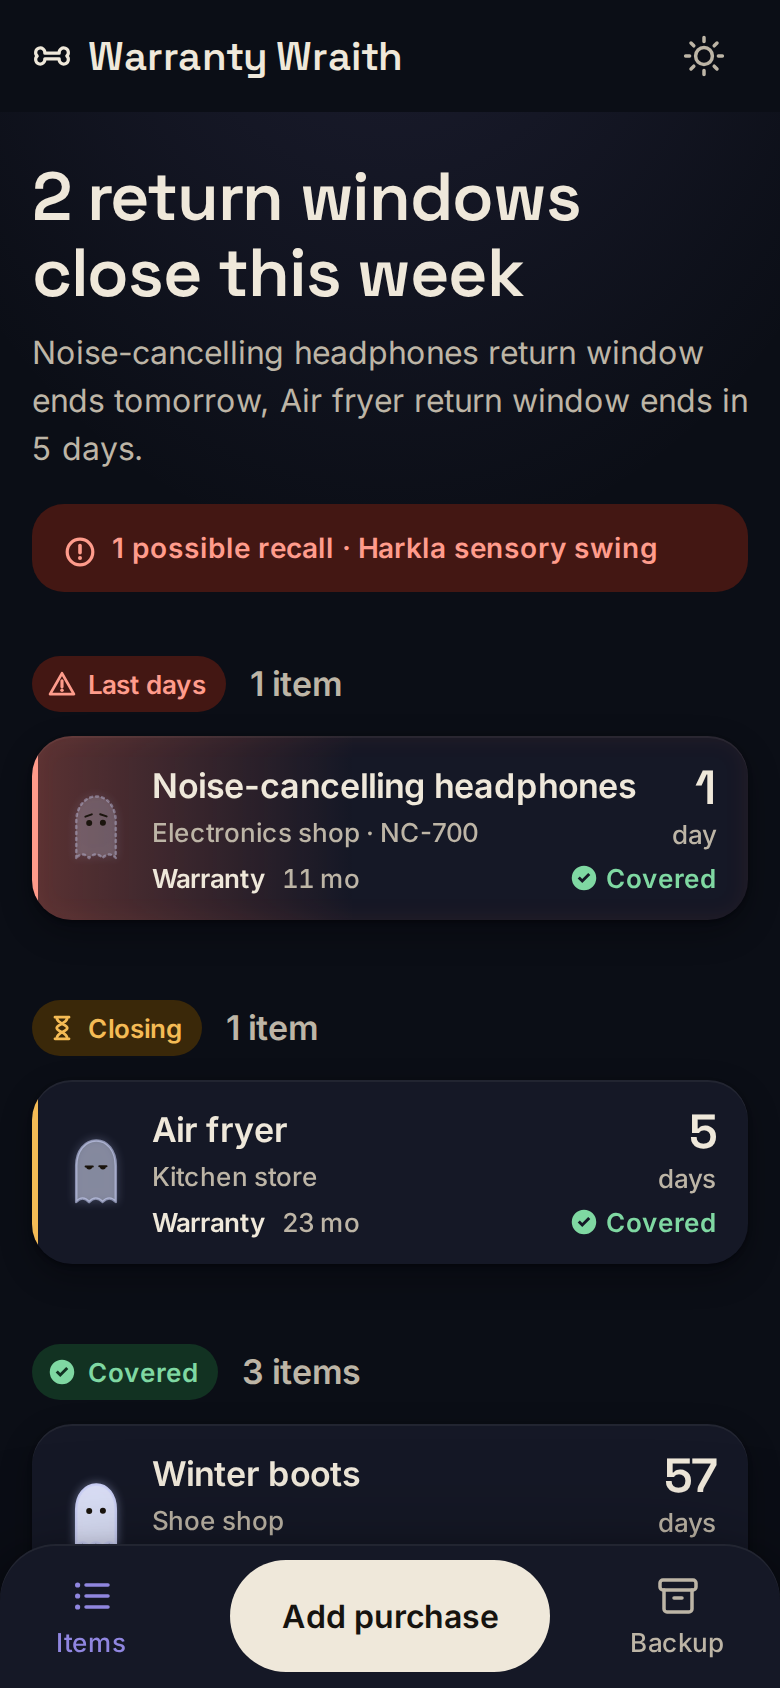 Warranty Wraith
2 return windows
close this week
Noise-cancelling headphones return window
ends tomorrow, Air fryer return window ends in
5 days.
1 possible recall · Harkla sensory swing
Last days 1 item
Noise-cancelling headphones 1
Electronics shop · NC-700 day
Warranty 11 mo Covered
Closing 1 item
Air fryer 5
Kitchen store days
Warranty 23 mo Covered
Covered 3 items
Winter boots 57
Shoe shop days
Items Add purchase Backup